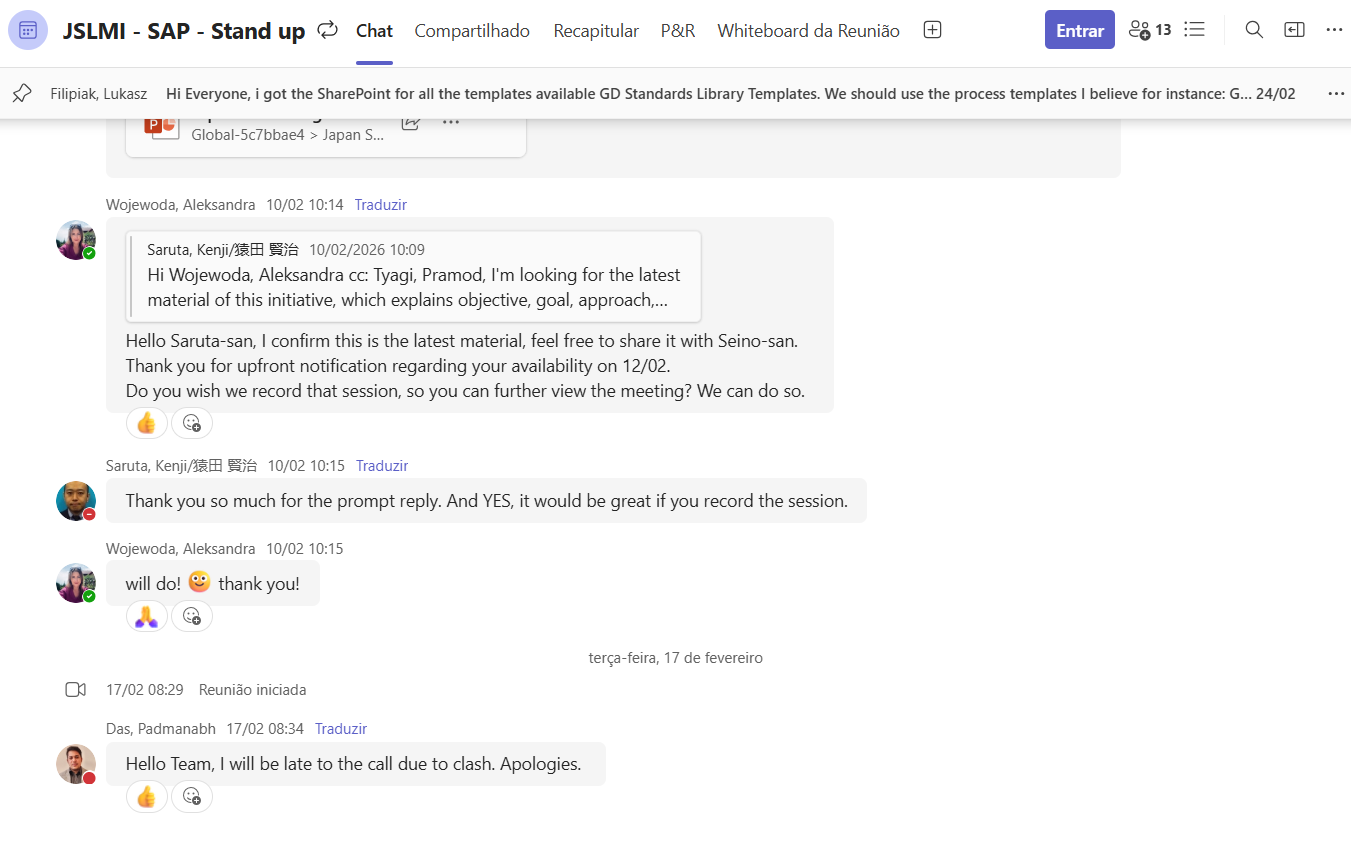 JSLMI - SAP - Stand up
Chat
Compartilhado
Recapitular
P&R
Whiteboard da Reunião
Entrar
13
Filipiak, Lukasz Hi Everyone, i got the SharePoint for all the templates available GD Standards Library Templates. We should use the process templates I believe for instance: G... 24/02
Global-5c7bbae4 > Japan S...
Wojewoda, Aleksandra 10/02 10:14 Traduzir
Saruta, Kenji/猿田 賢治 10/02/2026 10:09
Hi Wojewoda, Aleksandra cc: Tyagi, Pramod, I'm looking for the latest
material of this initiative, which explains objective, goal, approach,...
Hello Saruta-san, I confirm this is the latest material, feel free to share it with Seino-san.
Thank you for upfront notification regarding your availability on 12/02.
Do you wish we record that session, so you can further view the meeting? We can do so.
Saruta, Kenji/猿田 賢治 10/02 10:15 Traduzir
Thank you so much for the prompt reply. And YES, it would be great if you record the session.
Wojewoda, Aleksandra 10/02 10:15
will do! thank you!
terça-feira, 17 de fevereiro
17/02 08:29 Reunião iniciada
Das, Padmanabh 17/02 08:34 Traduzir
Hello Team, I will be late to the call due to clash. Apologies.